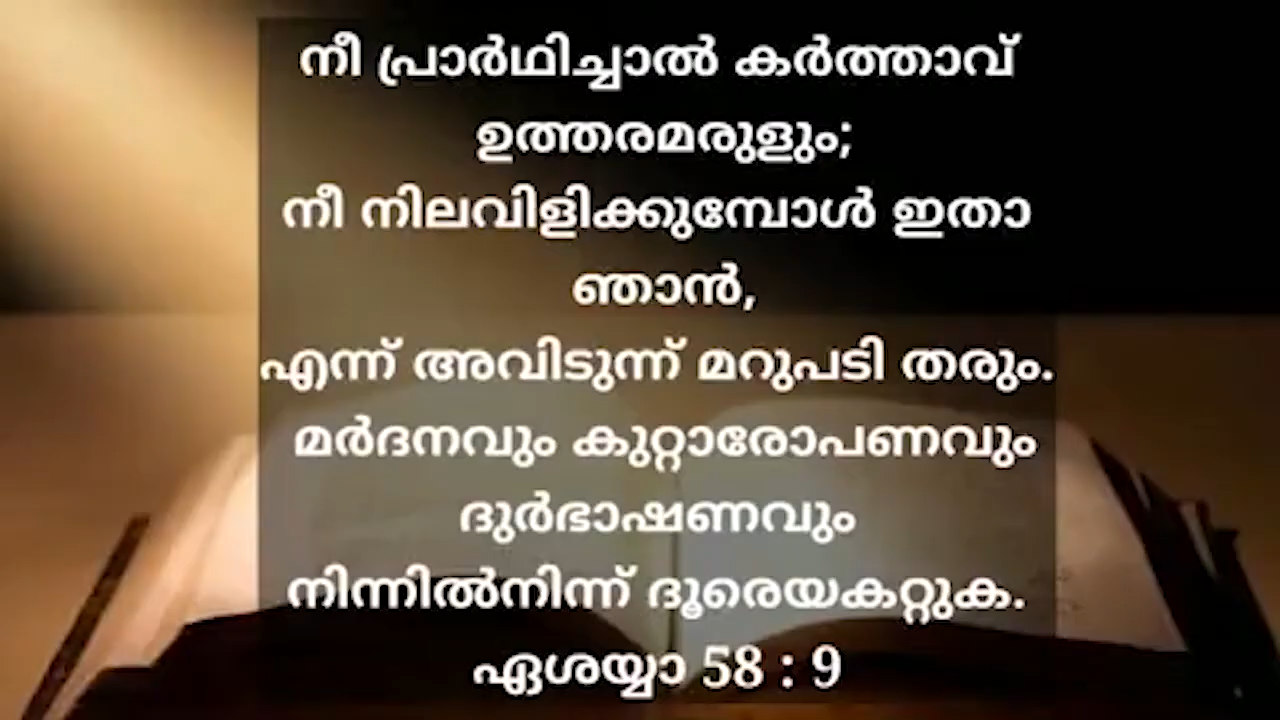 നീ പ്രാർഥിച്ചാൽ കർത്താവ്
ഉത്തരമരുളും;
നീ നിലവിളിക്കുമ്പോൾ ഇതാ
ഞാൻ,
എന്ന് അവിടുന്ന് മറുപടി തരും.
മർദനവും കുറ്റാരോപണവും
ദുർഭാഷണവും
നിന്നിൽനിന്ന് ദൂരെയകറ്റുക.
ഏശയ്യാ 58 : 9